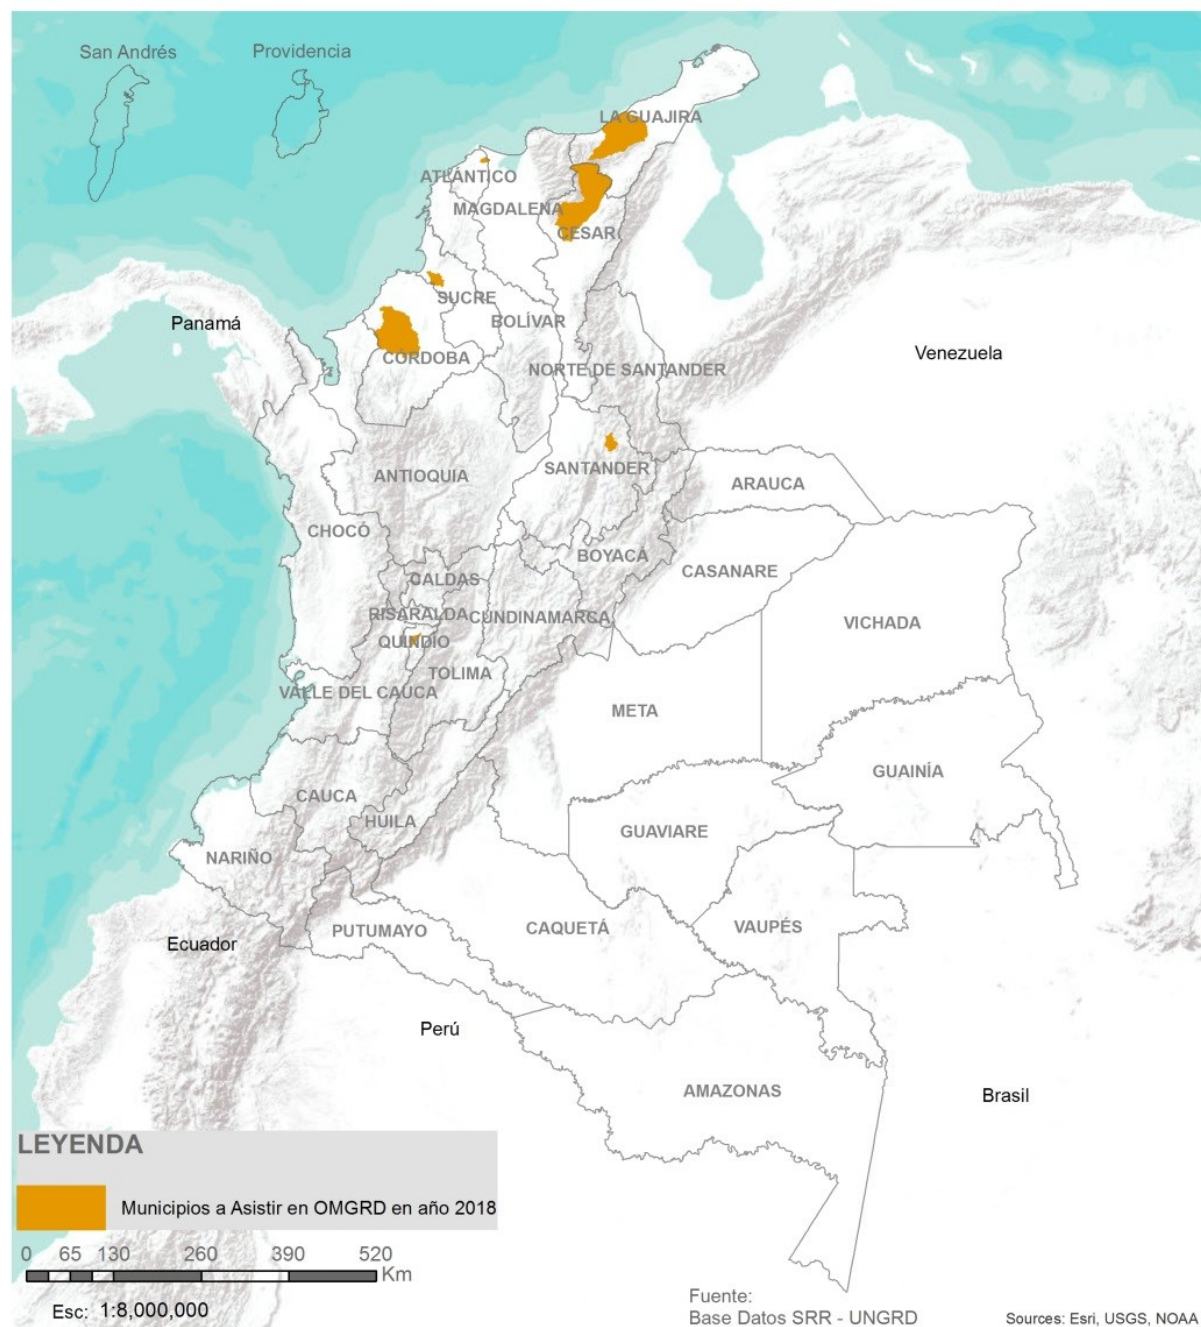 San Andrés
Providencia
LA GUAJIRA
ATLÁNTICO
MAGDALENA
CESAR
SUCRE
BOLÍVAR
Panamá
CÓRDOBA
Venezuela
NORTE DE SANTANDER
SANTANDER
ANTIOQUIA
ARAUCA
CHOCÓ
BOYACÁ
CASANARE
CALDAS
RISARALDA
CUNDINAMARCA
VICHADA
QUINDÍO
TOLIMA
VALLE DEL CAUCA
META
GUAINÍA
CAUCA
HUILA
GUAVIARE
NARIÑO
PUTUMAYO
CAQUETÁ
VAUPÉS
Ecuador
Perú
AMAZONAS
Brasil
LEYENDA
Municipios a Asistir en OMGRD en año 2018
0 65 130 260 390 520
Km
Esc: 1:8,000,000
Fuente:
Base Datos SRR - UNGRD
Sources: Esri, USGS, NOAA